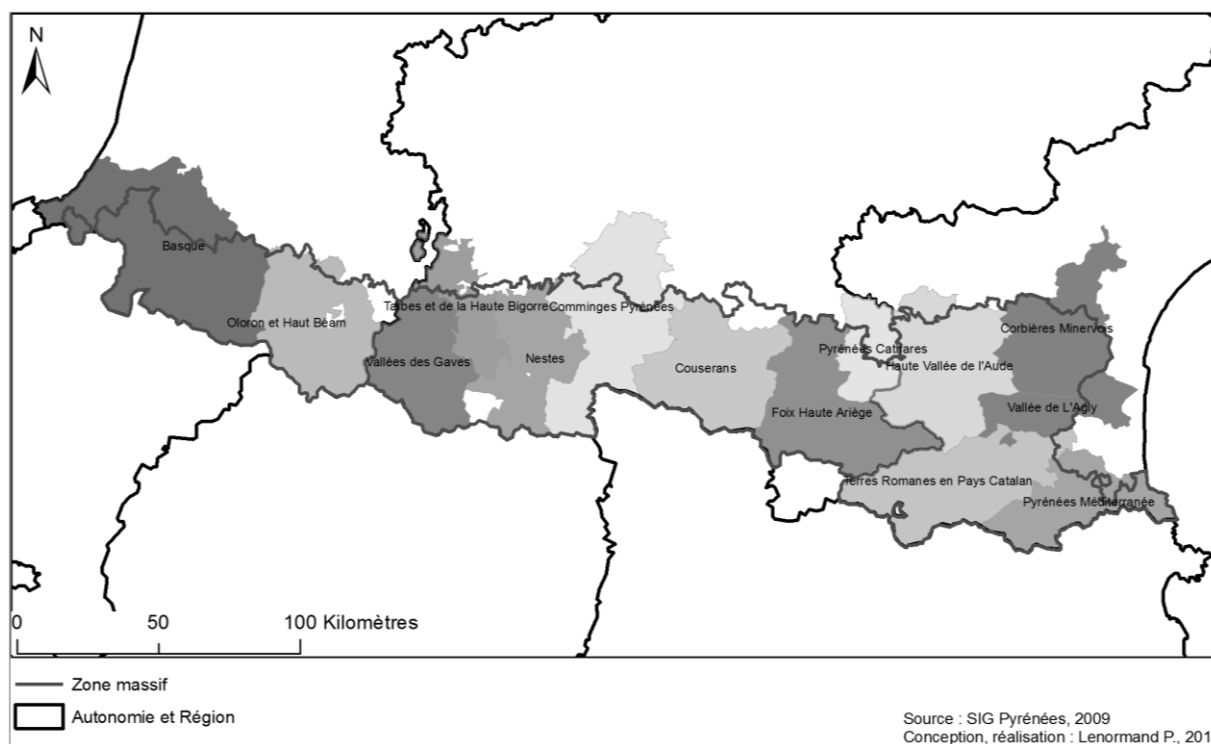 N
Basque
Oloron et Haut Béarn
Tarbes et de la Haute Bigorre
Comminges Pyrénées
Vallées des Gaves
Nestes
Couserans
Foix Haute Ariège
Pyrénées Cathares
Haute Vallée de l'Aude
Corbières Minervois
Vallée de L'Agly
Terres Romanes en Pays Catalan
Pyrénées Méditerranée
0 50 100 Kilomètres
Zone massif
Autonomie et Région
Source : SIG Pyrénées, 2009
Conception, réalisation : Lenormand P., 201